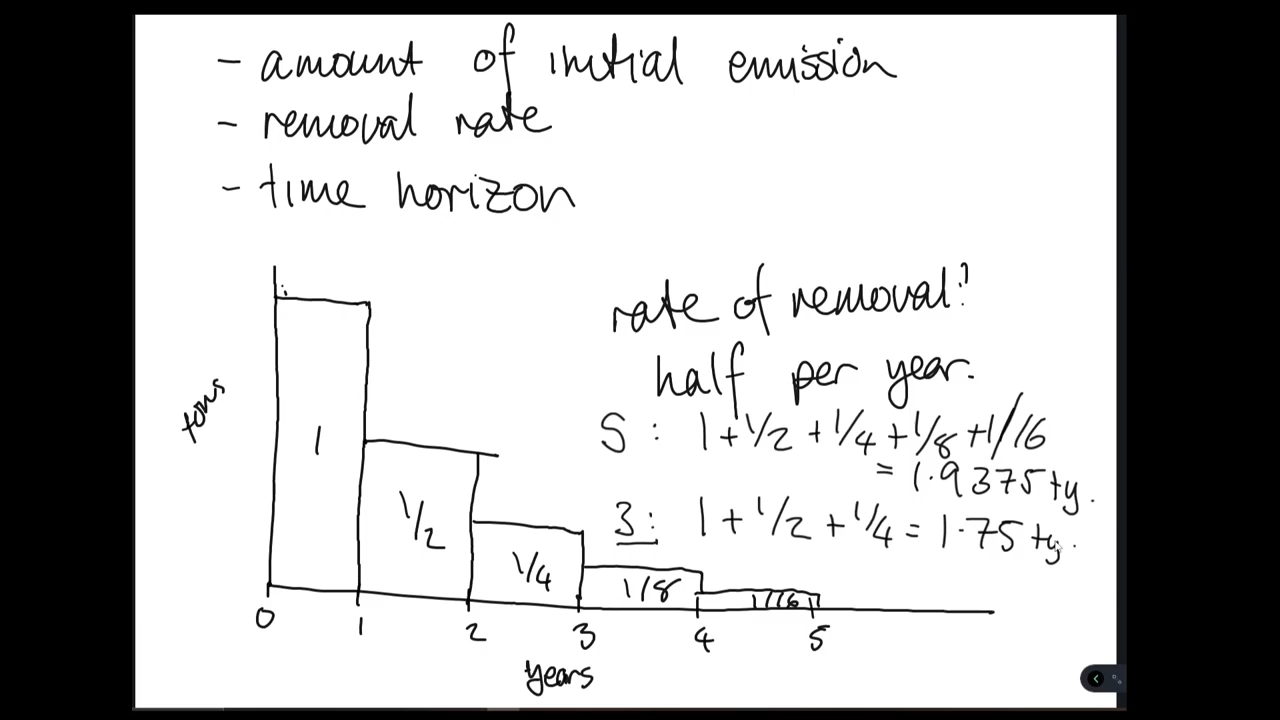 - amount of initial emission
- removal rate
- time horizon
rate of removal?
half per year.
5 : 1 + 1/2 + 1/4 + 1/8 + 1/16
= 1.9375 ty.
3: 1 + 1/2 + 1/4 = 1.75 ty.
tons
1
1/2
1/4
1/8
1/16
0 1 2 3 4 5
years